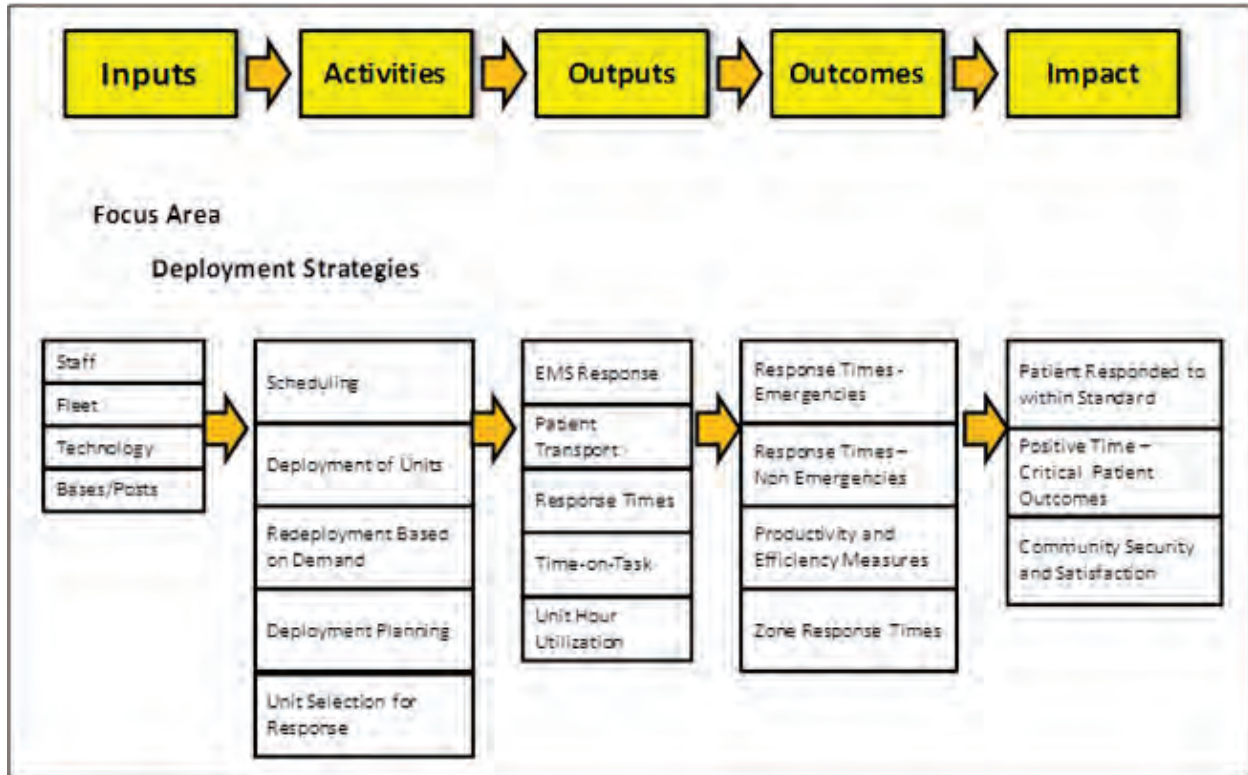 Inputs
Activities
Outputs
Outcomes
Impact
Focus Area
Deployment Strategies
Staff
Fleet
Technology
Bases/Posts
Scheduling
Deployment of Units
Redeployment Based
on Demand
Deployment Planning
Unit Selection for
Response
EMS Response
Patient
Transport
Response Times
Time-on-Task
Unit Hour
Utilization
Response Times -
Emergencies
Response Times –
Non Emergencies
Productivity and
Efficiency Measures
Zone Response Times
Patient Responded to
within Standard
Positive Time –
Critical Patient
Outcomes
Community Security
and Satisfaction